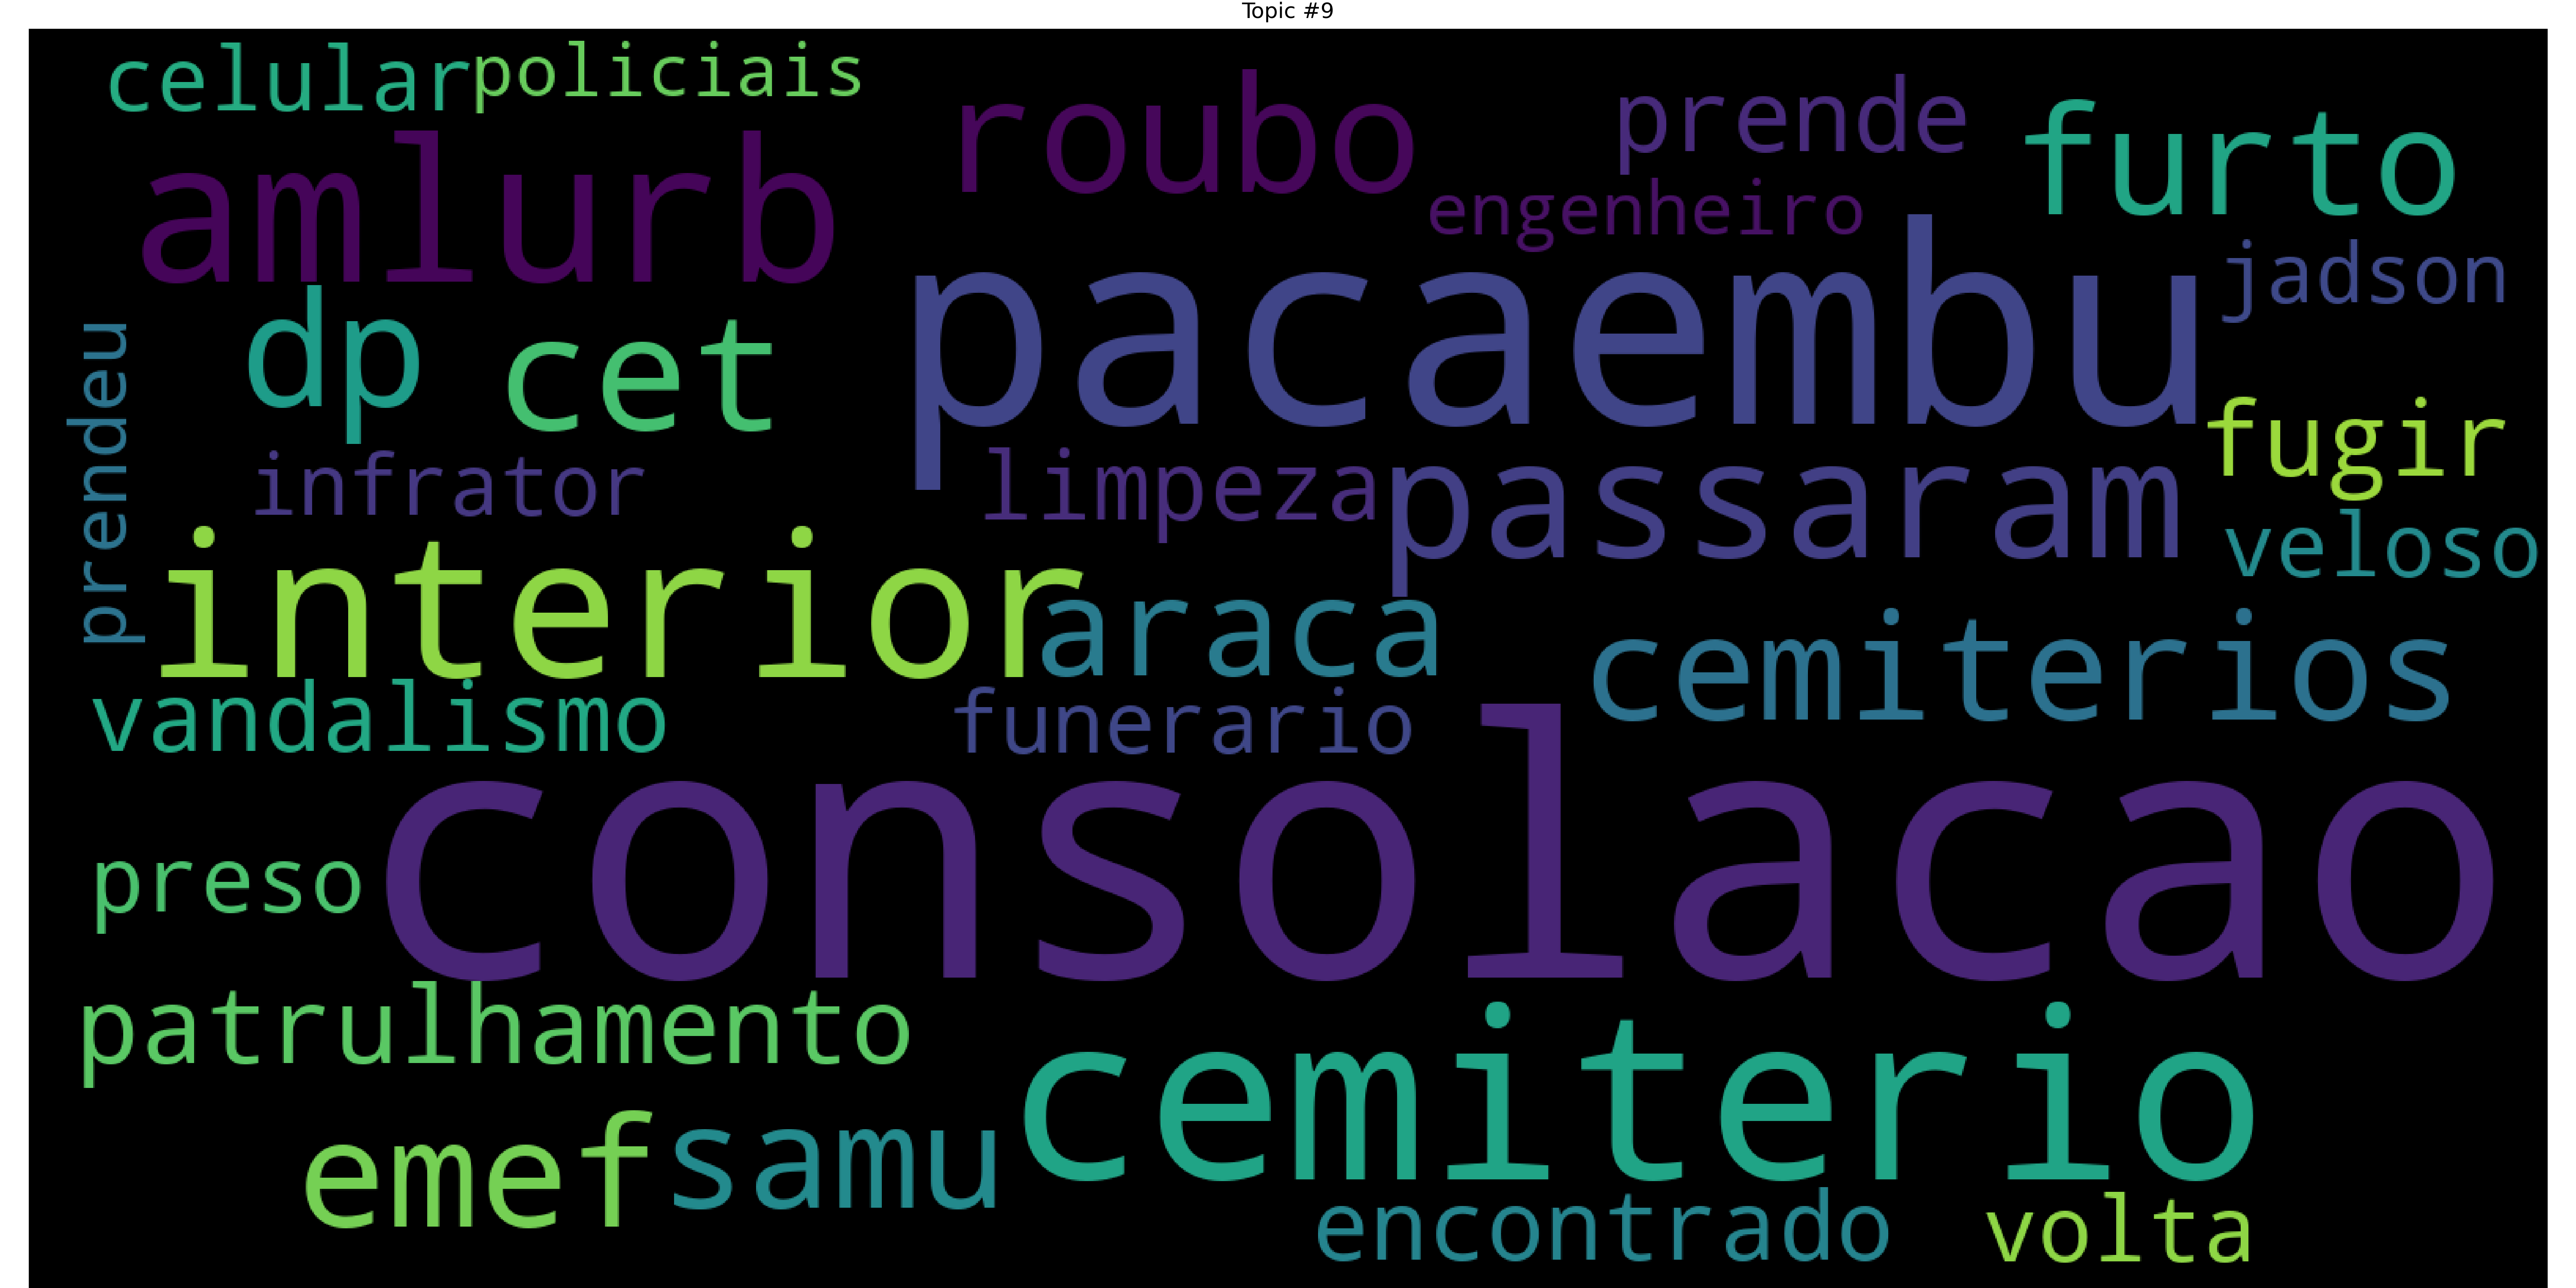 Topic #9
celular
policiais
roubo
prende
furto
amlurb
engenheiro
pacaembu
jadson
dp
cet
prendeu
infrator
limpeza
passaram
fugir
veloso
interior
araca
cemiterios
vandalismo
funerario
consolacao
preso
patrulhamento
cemiterio
emef
samu
encontrado
volta